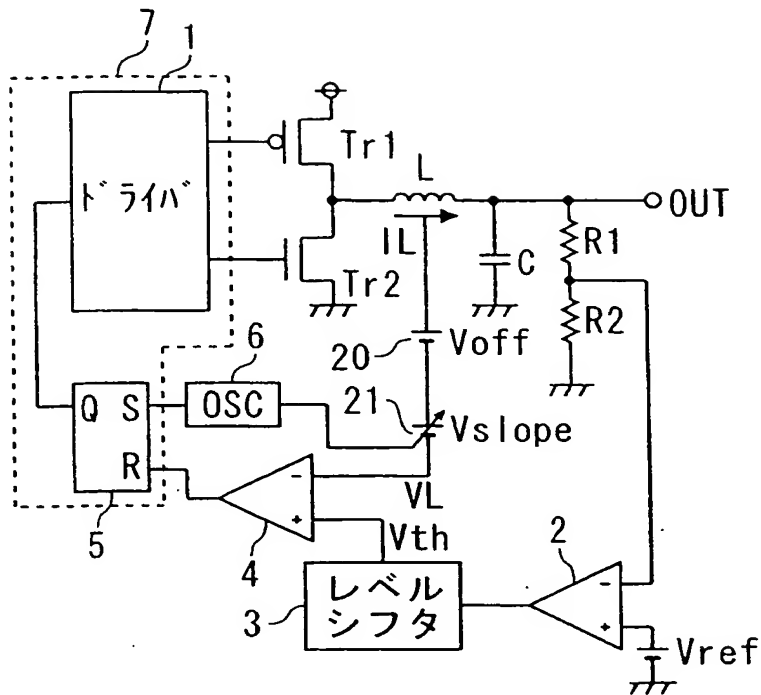 7
1
Tr1
L
ﾄﾞﾗｲﾊﾞ
OUT
IL
R1
C
Tr2
R2
6
20
Voff
21
Q S
OSC
Vslope
R
-
VL
+
5
4
Vth
2
レベル
シフタ
3
-
+
Vref